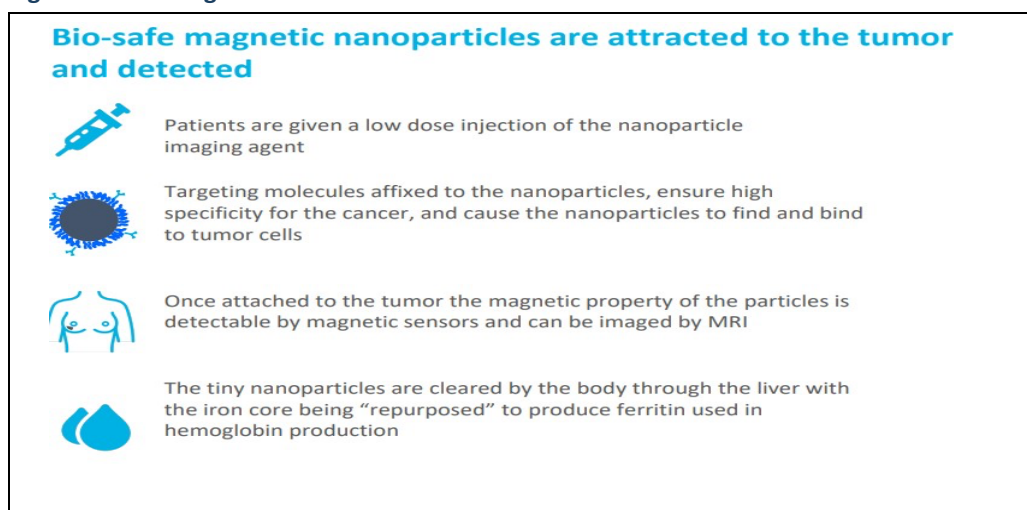 Bio-safe magnetic nanoparticles are attracted to the tumor
and detected
Patients are given a low dose injection of the nanoparticle
imaging agent
Targeting molecules affixed to the nanoparticles, ensure high
specificity for the cancer, and cause the nanoparticles to find and bind
to tumor cells
Once attached to the tumor the magnetic property of the particles is
detectable by magnetic sensors and can be imaged by MRI
The tiny nanoparticles are cleared by the body through the liver with
the iron core being “repurposed” to produce ferritin used in
hemoglobin production